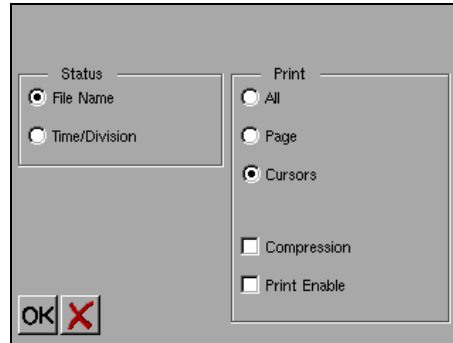 Status
File Name
Time/Division
Print
All
Page
Cursors
Compression
Print Enable
OK